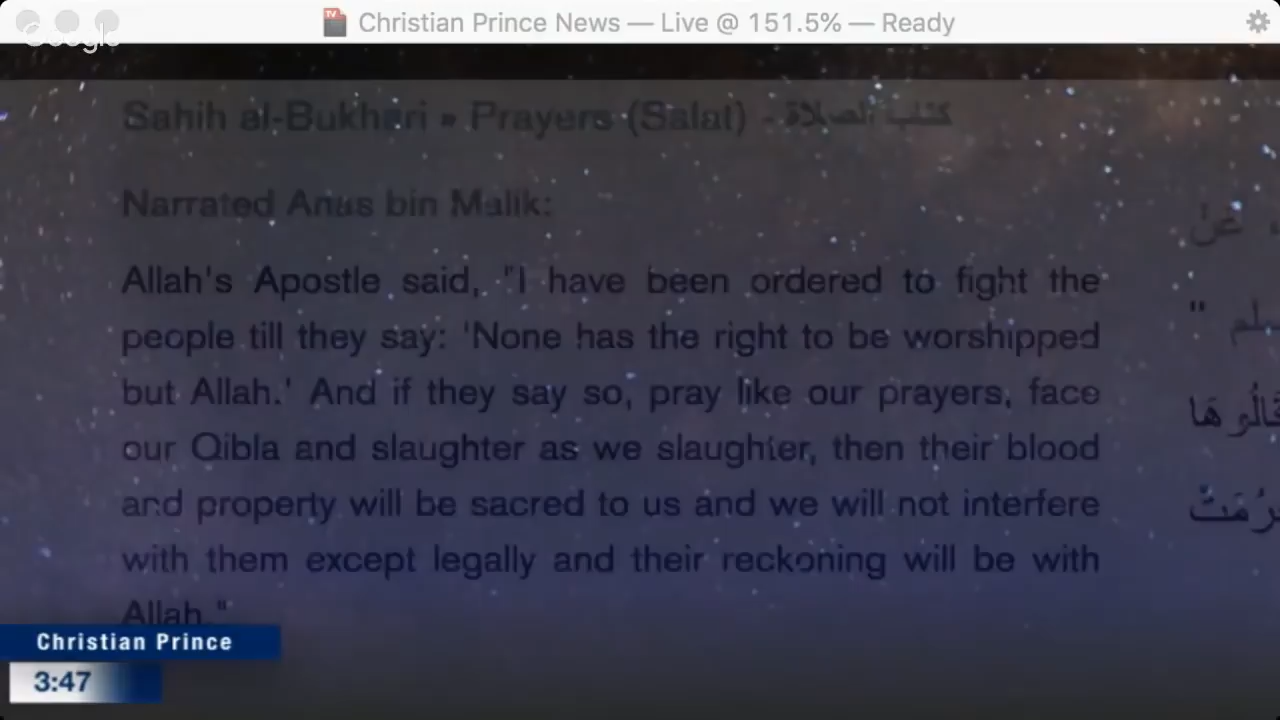 Christian Prince News — Live @ 151.5% — Ready
Google
Sahih al-Bukhari » Prayers (Salat) - كتاب الصلاة
Narrated Anas bin Malik:
Allah's Apostle said, "I have been ordered to fight the
people till they say: 'None has the right to be worshipped
but Allah.' And if they say so, pray like our prayers, face
our Qibla and slaughter as we slaughter, then their blood
and property will be sacred to us and we will not interfere
with them except legally and their reckoning will be with
Allah."
عَنْ
سلم "
قَالُوهَا
Christian Prince
3:47